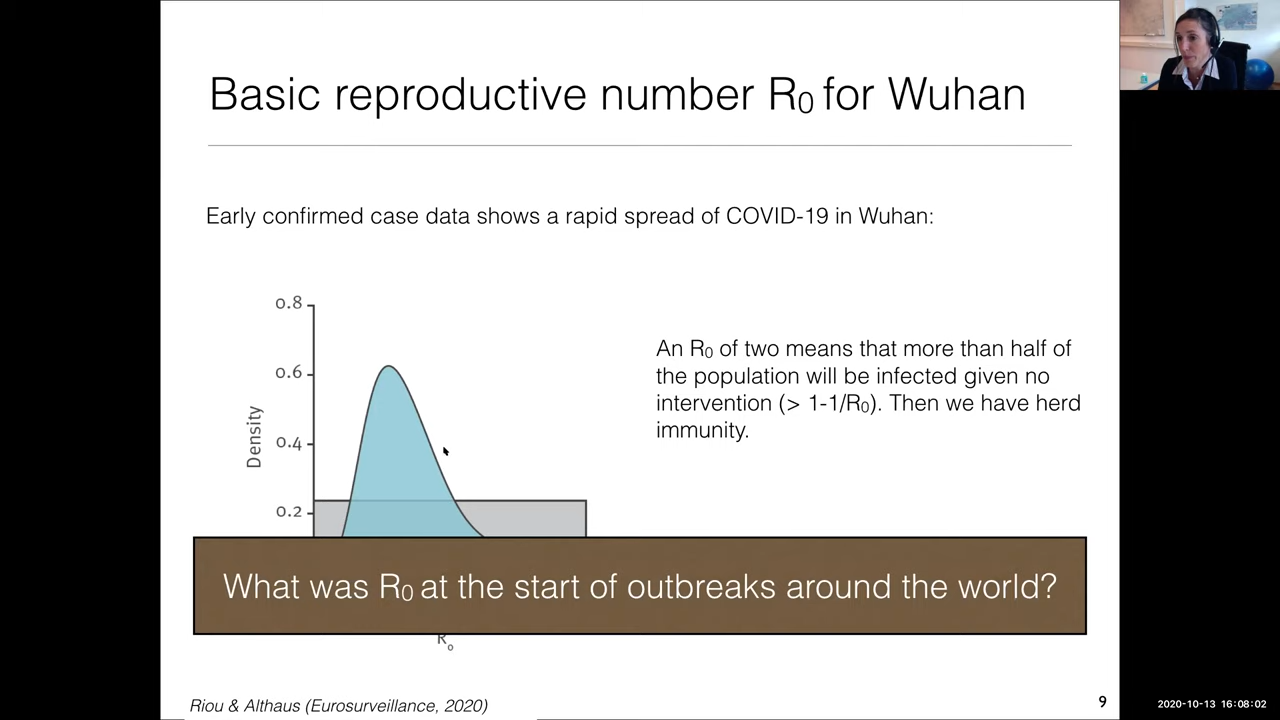 Basic reproductive number R0 for Wuhan
Early confirmed case data shows a rapid spread of COVID-19 in Wuhan:
0.8
0.6
0.4
0.2
Density
An R0 of two means that more than half of
the population will be infected given no
intervention (> 1-1/R0). Then we have herd
immunity.
What was R0 at the start of outbreaks around the world?
Ro
Riou & Althaus (Eurosurveillance, 2020)
9
2020-10-13 16:08:02